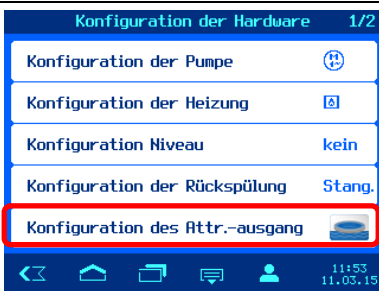 Konfiguration der Hardware 1/2
Konfiguration der Pumpe
Konfiguration der Heizung
Konfiguration Niveau kein
Konfiguration der Rückspülung Stang.
Konfiguration des Attr.-ausgang
11:53
11.03.15